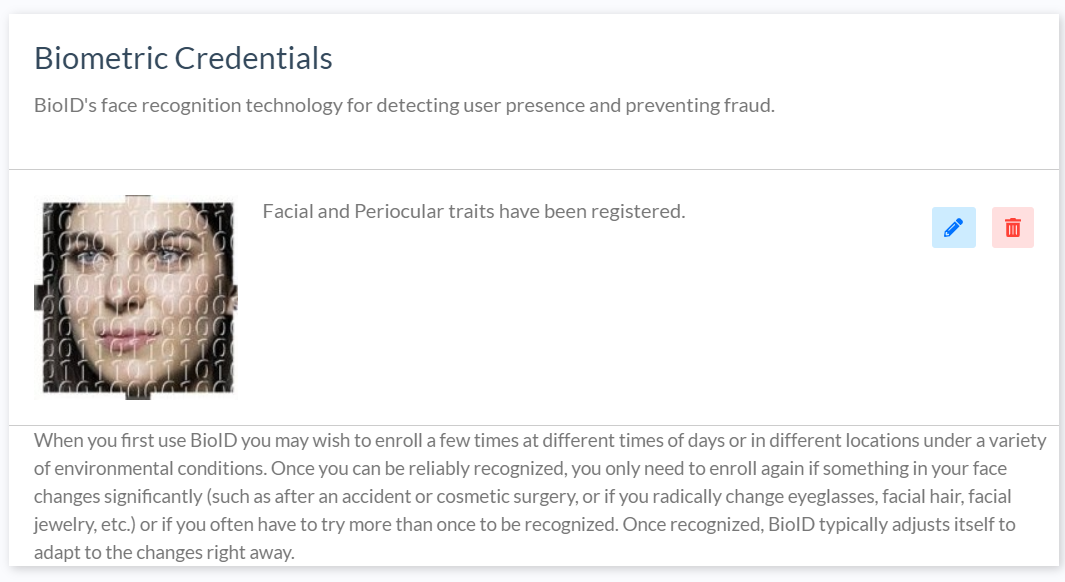 Biometric Credentials
BioID's face recognition technology for detecting user presence and preventing fraud.
Facial and Periocular traits have been registered.
When you first use BioID you may wish to enroll a few times at different times of days or in different locations under a variety
of environmental conditions. Once you can be reliably recognized, you only need to enroll again if something in your face
changes significantly (such as after an accident or cosmetic surgery, or if you radically change eyeglasses, facial hair, facial
jewelry, etc.) or if you often have to try more than once to be recognized. Once recognized, BioID typically adjusts itself to
adapt to the changes right away.